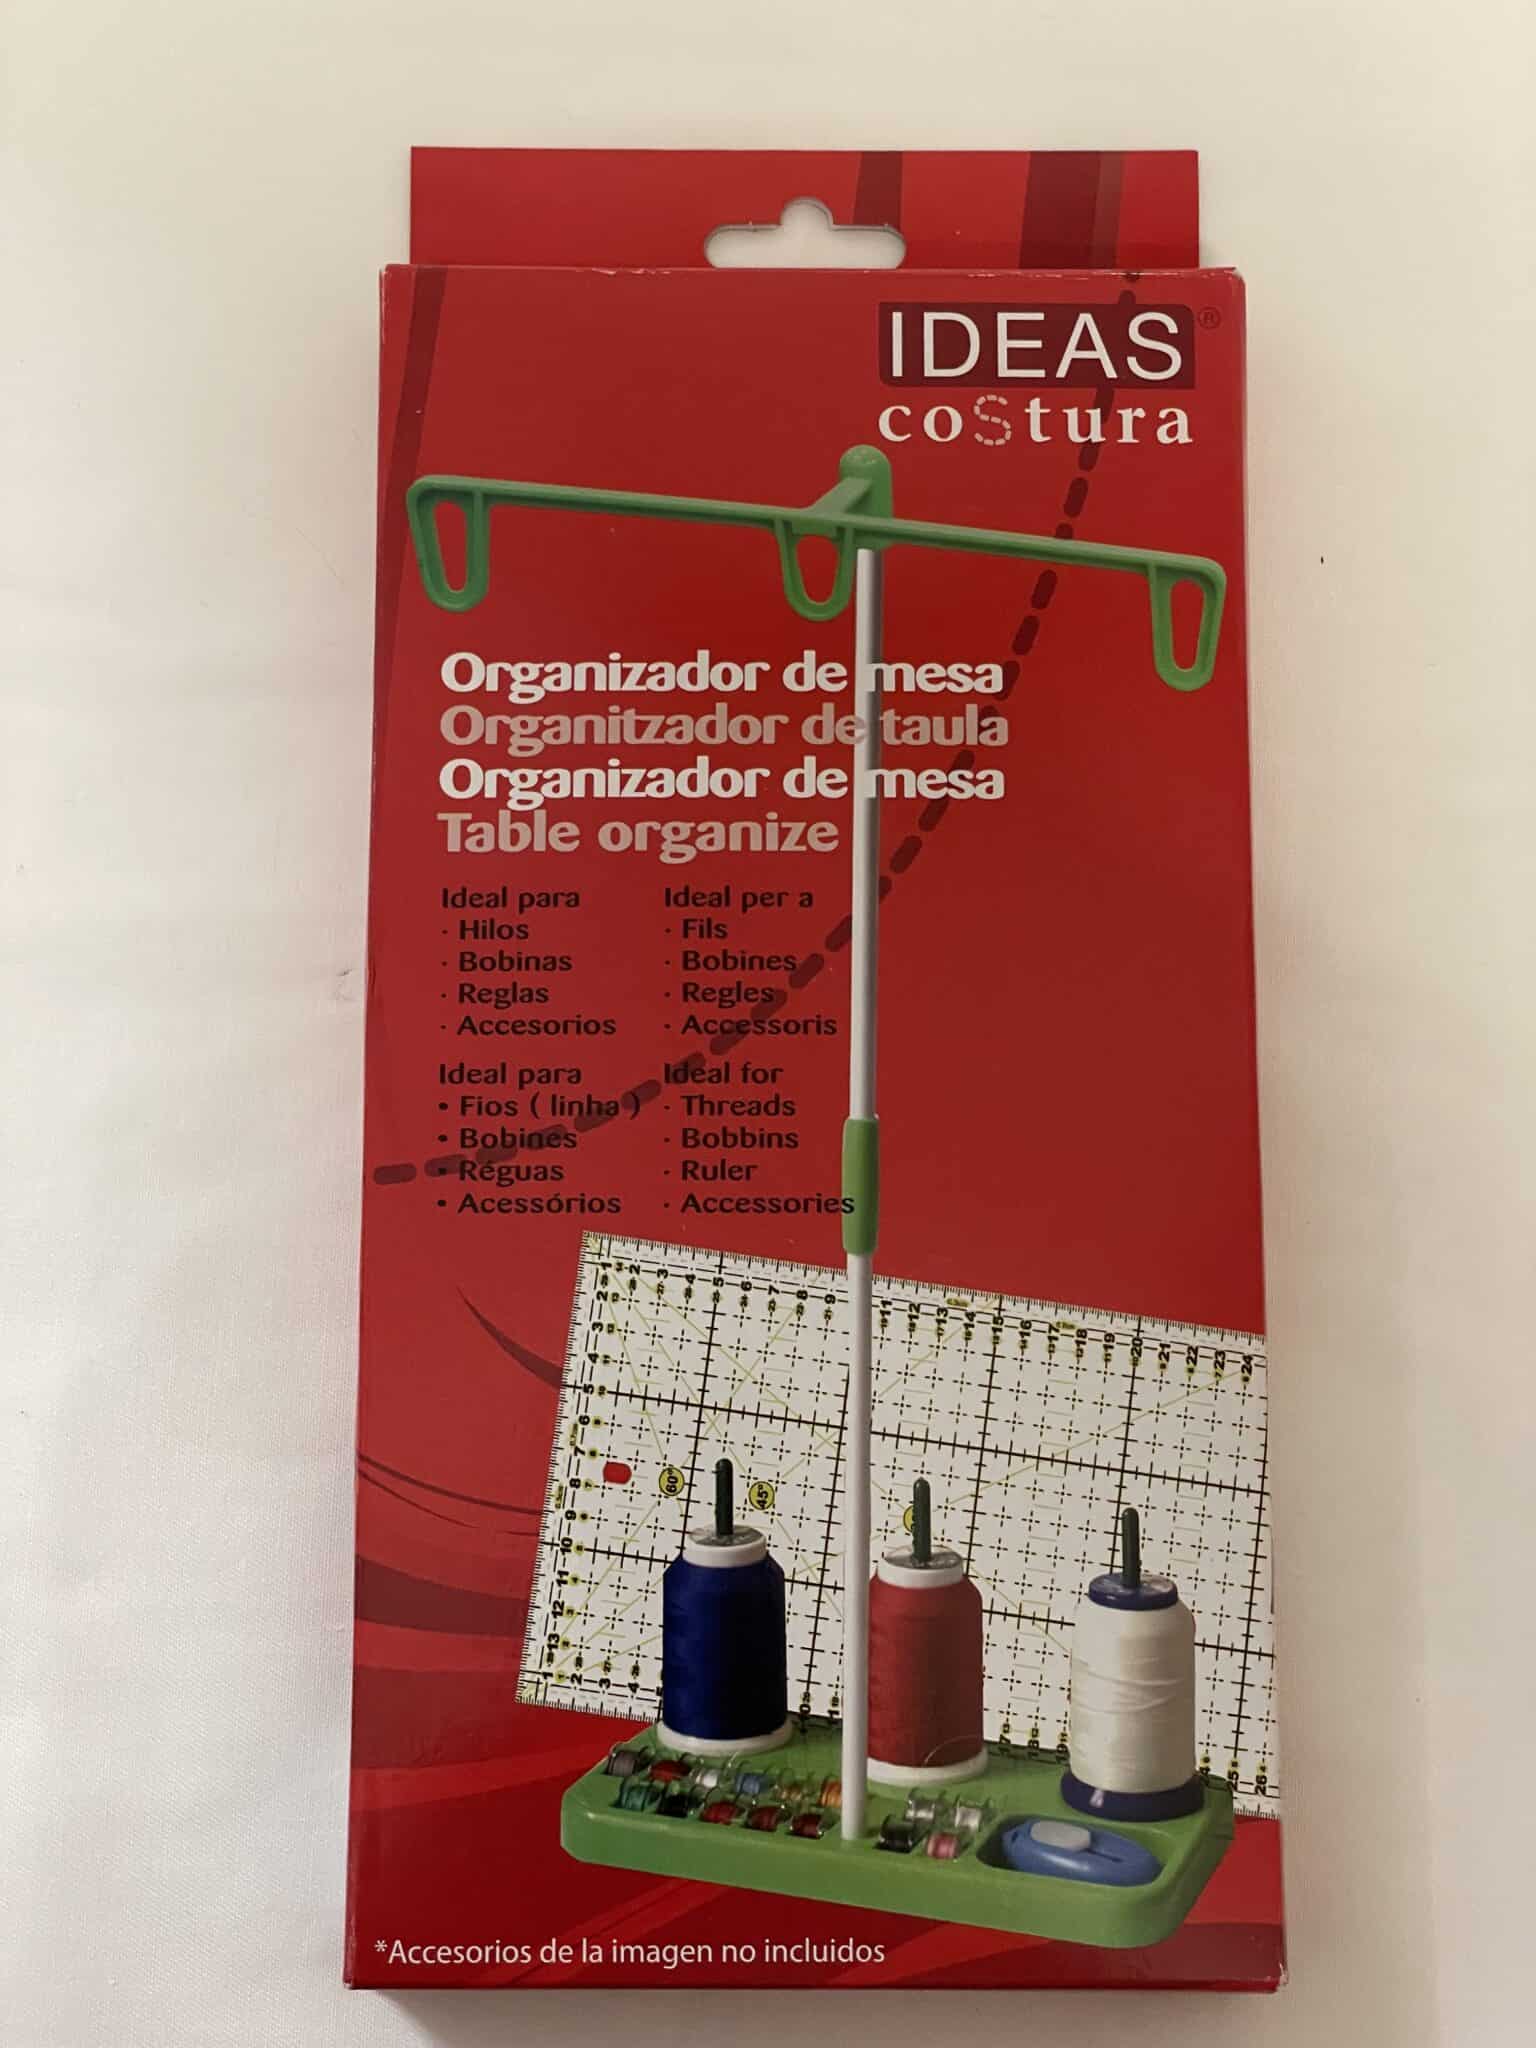 IDEAS®
coStura
Organizador de mesa
Organitzador de taula
Organizador de mesa
Table organize
Ideal para
· Hilos
· Bobinas
· Reglas
· Accesorios
Ideal per a
· Fils
· Bobines
· Regles
· Accessoris
Ideal para
• Fios ( linha )
• Bobines
• Réguas
• Acessórios
Ideal for
· Threads
· Bobbins
· Ruler
· Accessories
60°
45°
*Accesorios de la imagen no incluidos